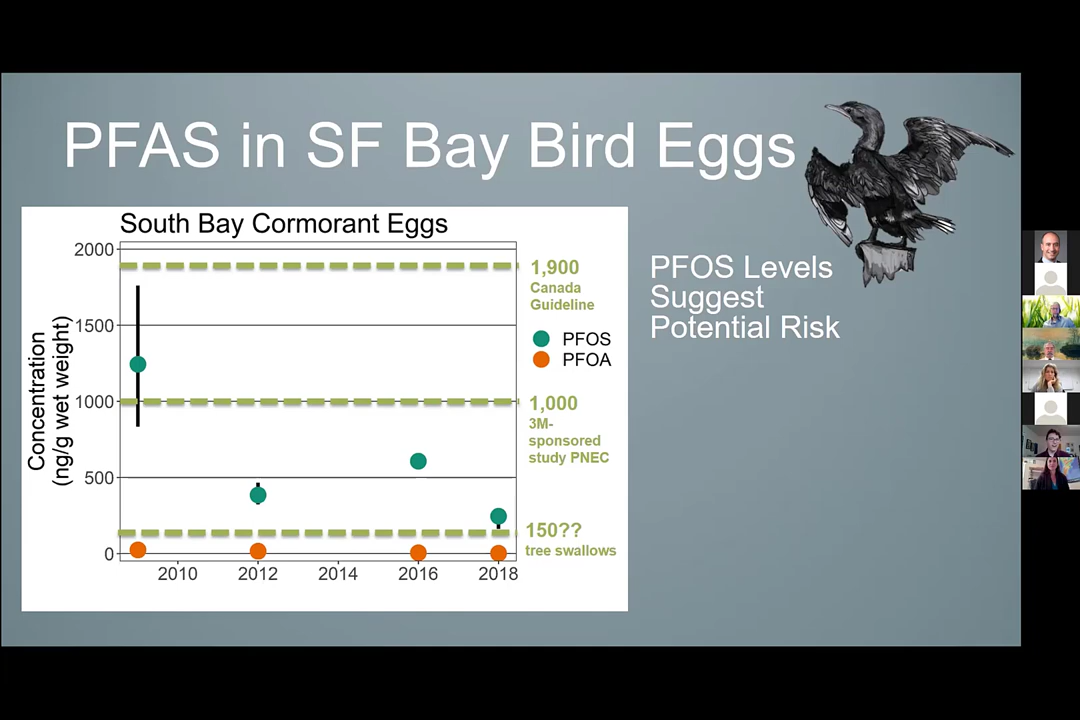 PFAS in SF Bay Bird Eggs
South Bay Cormorant Eggs
Concentration
(ng/g wet weight)
2000
1500
1000
500
0
2010
2012
2014
2016
2018
1,900
Canada
Guideline
PFOS
PFOA
1,000
3M-
sponsored
study PNEC
150??
tree swallows
PFOS Levels
Suggest
Potential Risk